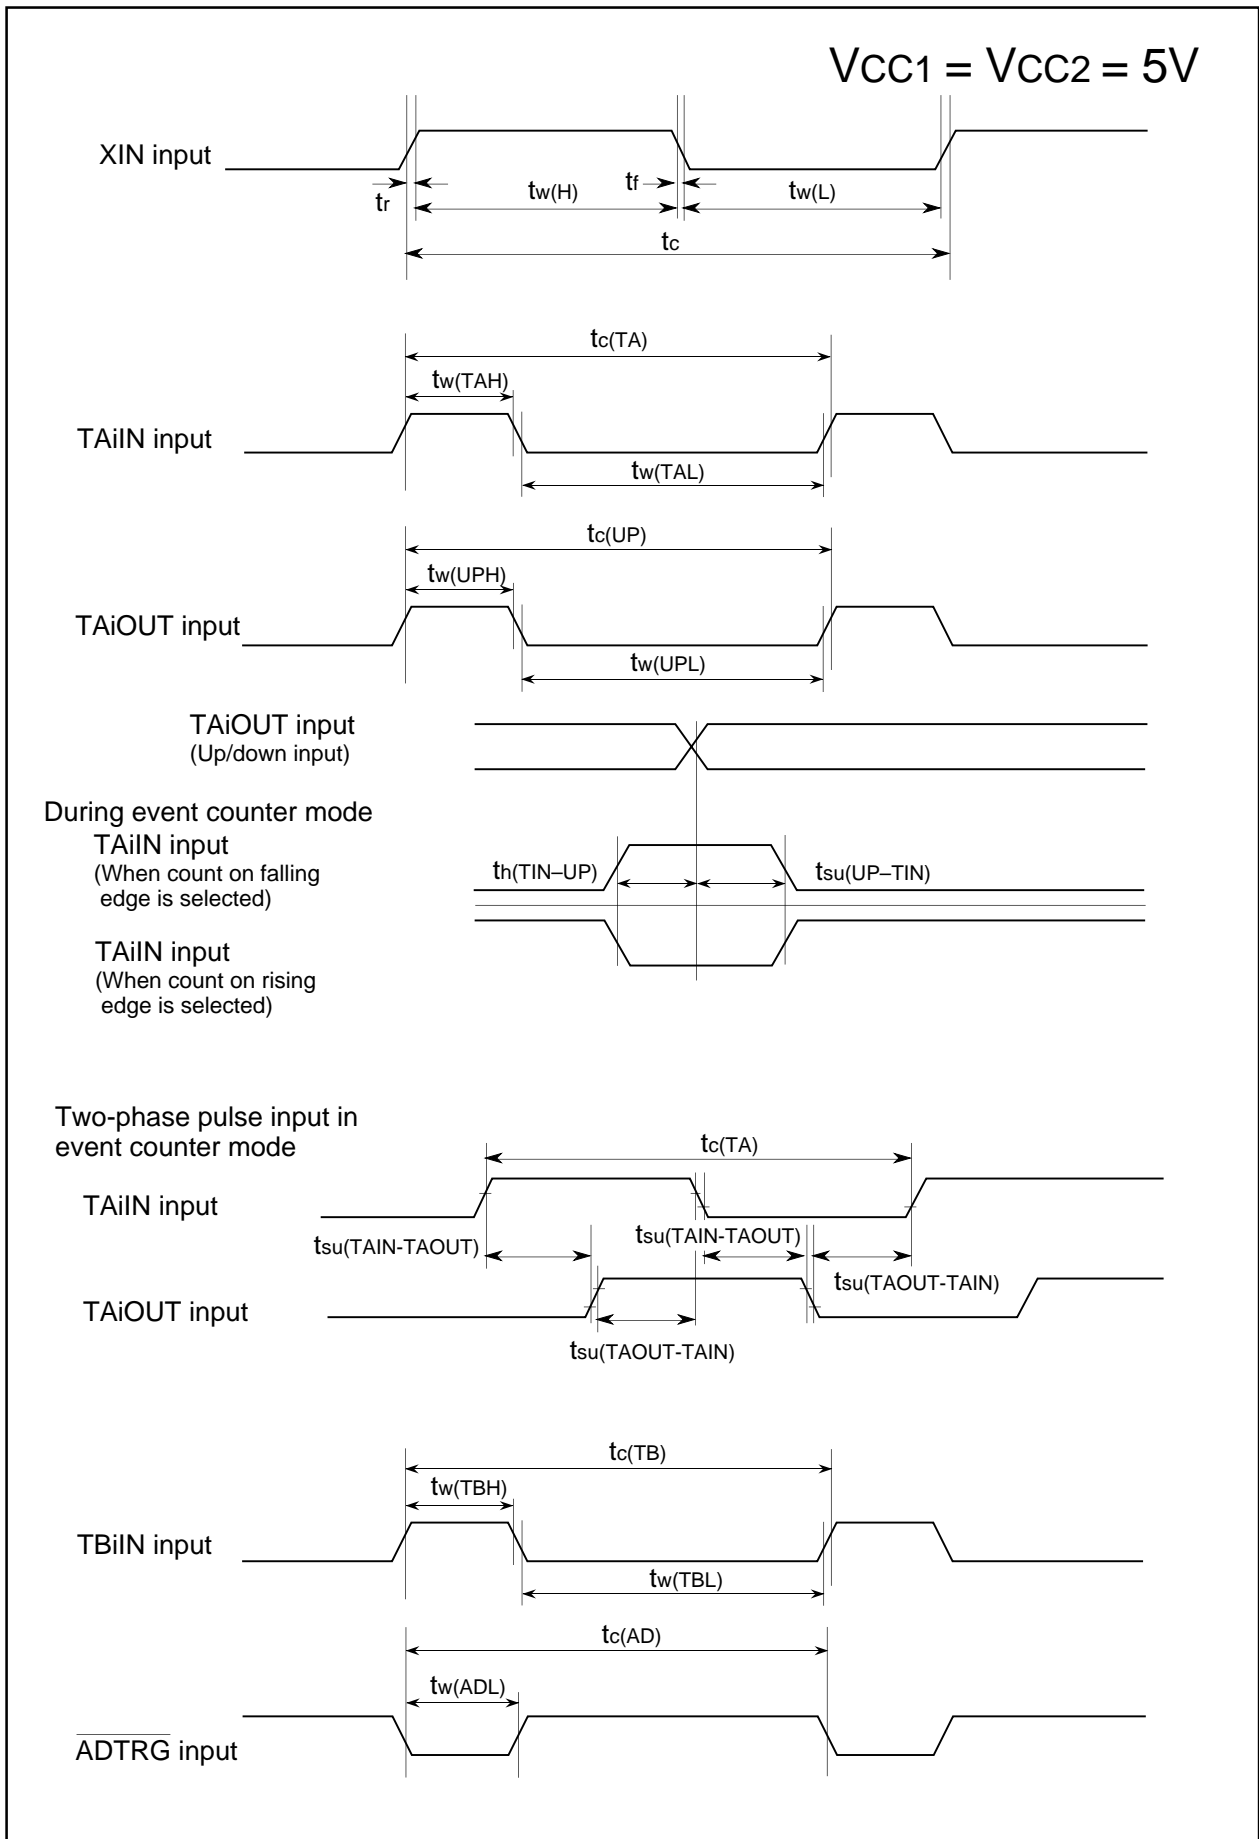 VCC1 = VCC2 = 5V
XIN input
tr
tw(H)
tf
tw(L)
tc
tc(TA)
tw(TAH)
TAiIN input
tw(TAL)
tc(UP)
tw(UPH)
TAiOUT input
tw(UPL)
TAiOUT input
(Up/down input)
During event counter mode
TAiIN input
(When count on falling
edge is selected)
th(TIN–UP)
tsu(UP–TIN)
TAiIN input
(When count on rising
edge is selected)
Two-phase pulse input in
event counter mode
tc(TA)
TAiIN input
tsu(TAIN-TAOUT)
tsu(TAIN-TAOUT)
tsu(TAOUT-TAIN)
TAiOUT input
tsu(TAOUT-TAIN)
tc(TB)
tw(TBH)
TBiIN input
tw(TBL)
tc(AD)
tw(ADL)
ADTRG input